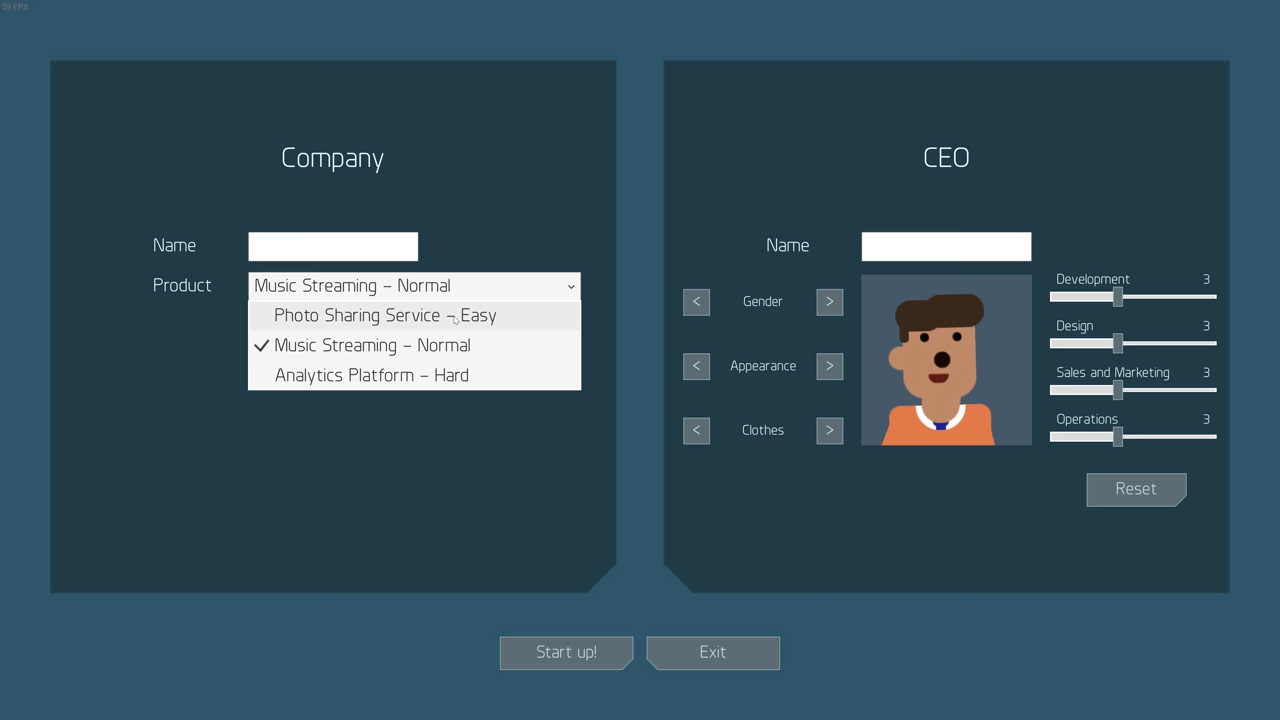 59 FPS
Company
Name
Product
Music Streaming – Normal
Photo Sharing Service – Easy
Music Streaming – Normal
Analytics Platform – Hard
CEO
Name
< Gender >
< Appearance >
< Clothes >
Development 3
Design 3
Sales and Marketing 3
Operations 3
Reset
Start up!
Exit